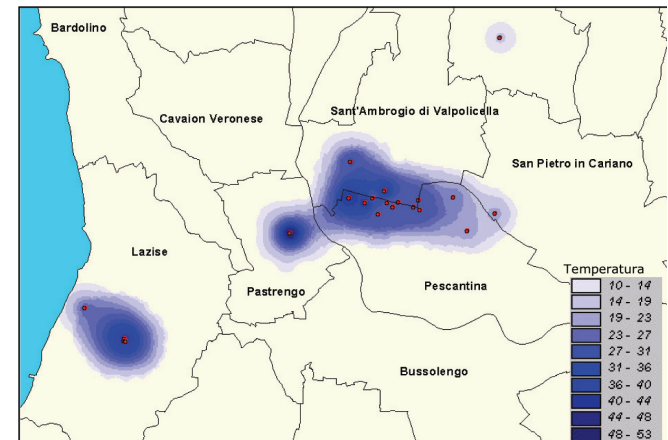 Bardolino
Cavaion Veronese
Sant'Ambrogio di Valpolicella
San Pietro in Cariano
Lazise
Pastrengo
Pescantina
Bussolengo
Temperatura
10 - 14
14 - 19
19 - 23
23 - 27
27 - 31
31 - 36
36 - 40
40 - 44
44 - 48
48 - 53